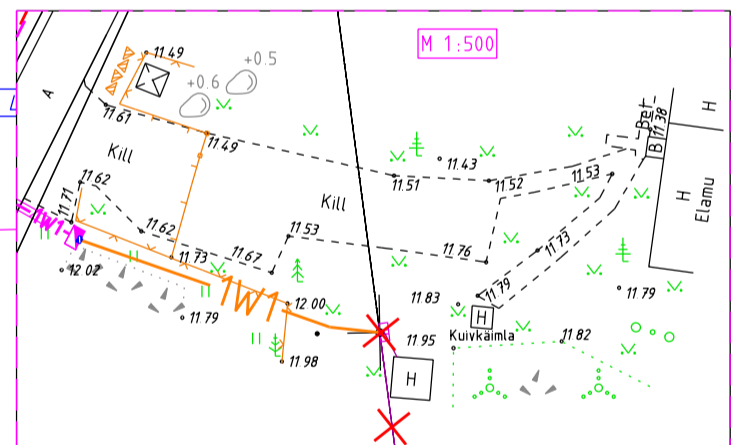 M 1:500
11.49
+0.5
+0.6
A
11.61
11.49
Bet
11.38
H
B
Kill
11.43
11.51
11.52
11.53
11.62
11.71
Kill
H
Elamu
1W1
11.62
11.53
11.73
11.67
11.76
11.73
12.02
11.79
11.79
1W1
12.00
11.83
H
11.79
11.98
11.95
Kuivkäimla
11.82
H